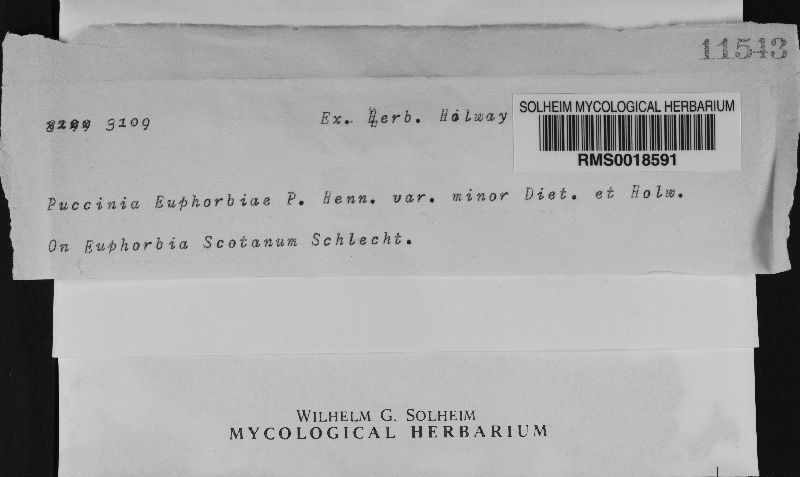 11543
3109 Ex. Herb. Holway
SOLHEIM MYCOLOGICAL HERBARIUM
RMS0018591
Puccinia Euphorbiae P. Henn. var. minor Diet. et Holw.
On Euphorbia Scotanum Schlecht.
WILHELM G. SOLHEIM
MYCOLOGICAL HERBARIUM